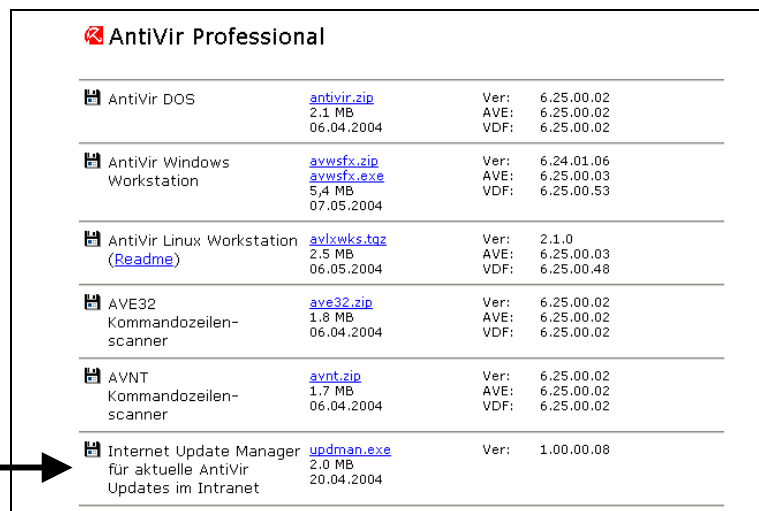 AntiVir Professional
AntiVir DOS antivir.zip Ver: 6.25.00.02
2.1 MB AVE: 6.25.00.02
06.04.2004 VDF: 6.25.00.02
AntiVir Windows avwsfx.zip Ver: 6.24.01.06
Workstation avwsfx.exe AVE: 6.25.00.03
5,4 MB VDF: 6.25.00.53
07.05.2004
AntiVir Linux Workstation avlxwks.tgz Ver: 2.1.0
(Readme) 2.5 MB AVE: 6.25.00.03
06.05.2004 VDF: 6.25.00.48
AVE32 ave32.zip Ver: 6.25.00.02
Kommandozeilen- 1.8 MB AVE: 6.25.00.02
scanner 06.04.2004 VDF: 6.25.00.02
AVNT avnt.zip Ver: 6.25.00.02
Kommandozeilen- 1.7 MB AVE: 6.25.00.02
scanner 06.04.2004 VDF: 6.25.00.02
Internet Update Manager updman.exe Ver: 1.00.00.08
für aktuelle AntiVir 2.0 MB
Updates im Intranet 20.04.2004